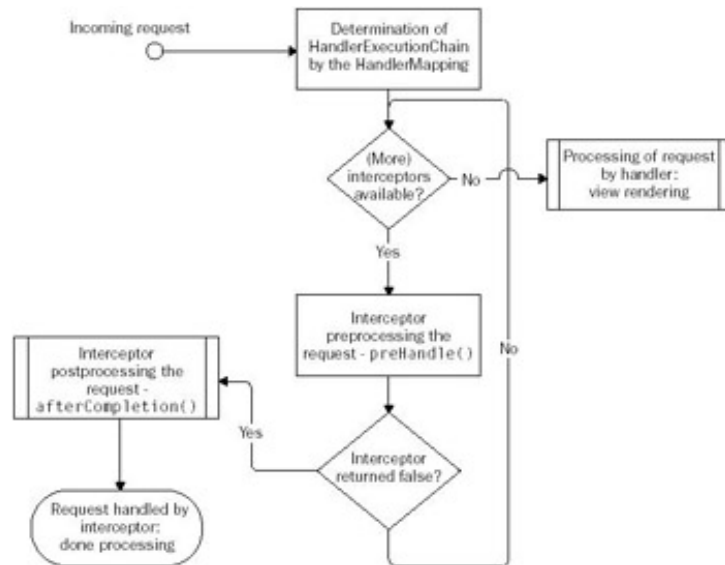 Incoming request
Determination of
HandlerExecutionChain
by the HandlerMapping
(More)
interceptors
available?
No
Processing of request
by handler:
view rendering
Yes
Interceptor
preprocessing the
request - preHandle()
No
Interceptor
postprocessing the
request -
afterCompletion()
Yes
Interceptor
returned false?
Request handled by
interceptor:
done processing